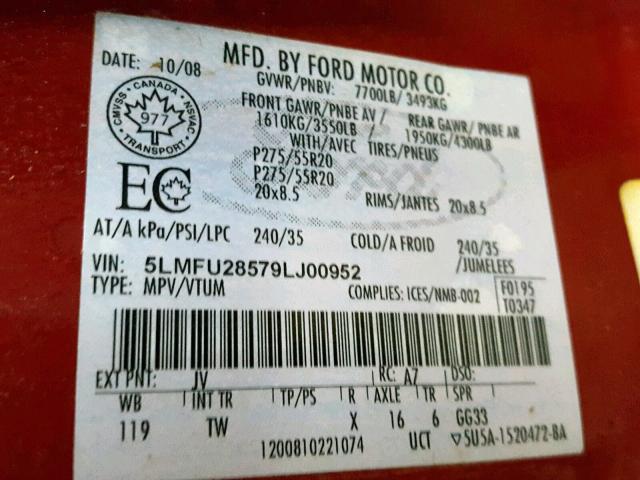 MFD. BY FORD MOTOR CO.
DATE: 10/08
GVWR/PNBV: 7700LB/ 3493KG
CMVSS • CANADA • NSVAC
977
TRANSPORT
FRONT GAWR/PNBE AV / REAR GAWR/ PNBE AR
1610KG/3550LB / 1950KG/4300LB
WITH/AVEC TIRES/PNEUS
P275/55R20
P275/55R20
EC
20x8.5 RIMS/JANTES 20x8.5
AT/A kPa/PSI/LPC 240/35 COLD/A FROID 240/35
/JUMELEES
VIN: 5LMFU28579LJ00952
TYPE: MPV/VTUM COMPLIES: ICES/NMB-002 F0195
T0347
EXT PNT: JV RC: A7 DSO:
WB INT TR TP/PS R AXLE TR SPR
119 TW X 16 6 GG33
1200810221074 UCT ▽5U5A-1520472-BA